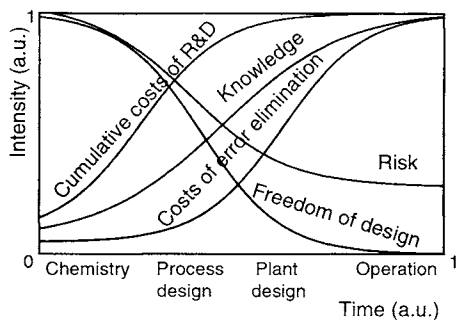 1
Intensity (a.u.)
Cumulative costs of R&D
Knowledge
Costs of error elimination
Risk
Freedom of design
0
Chemistry
Process
design
Plant
design
Operation
1
Time (a.u.)